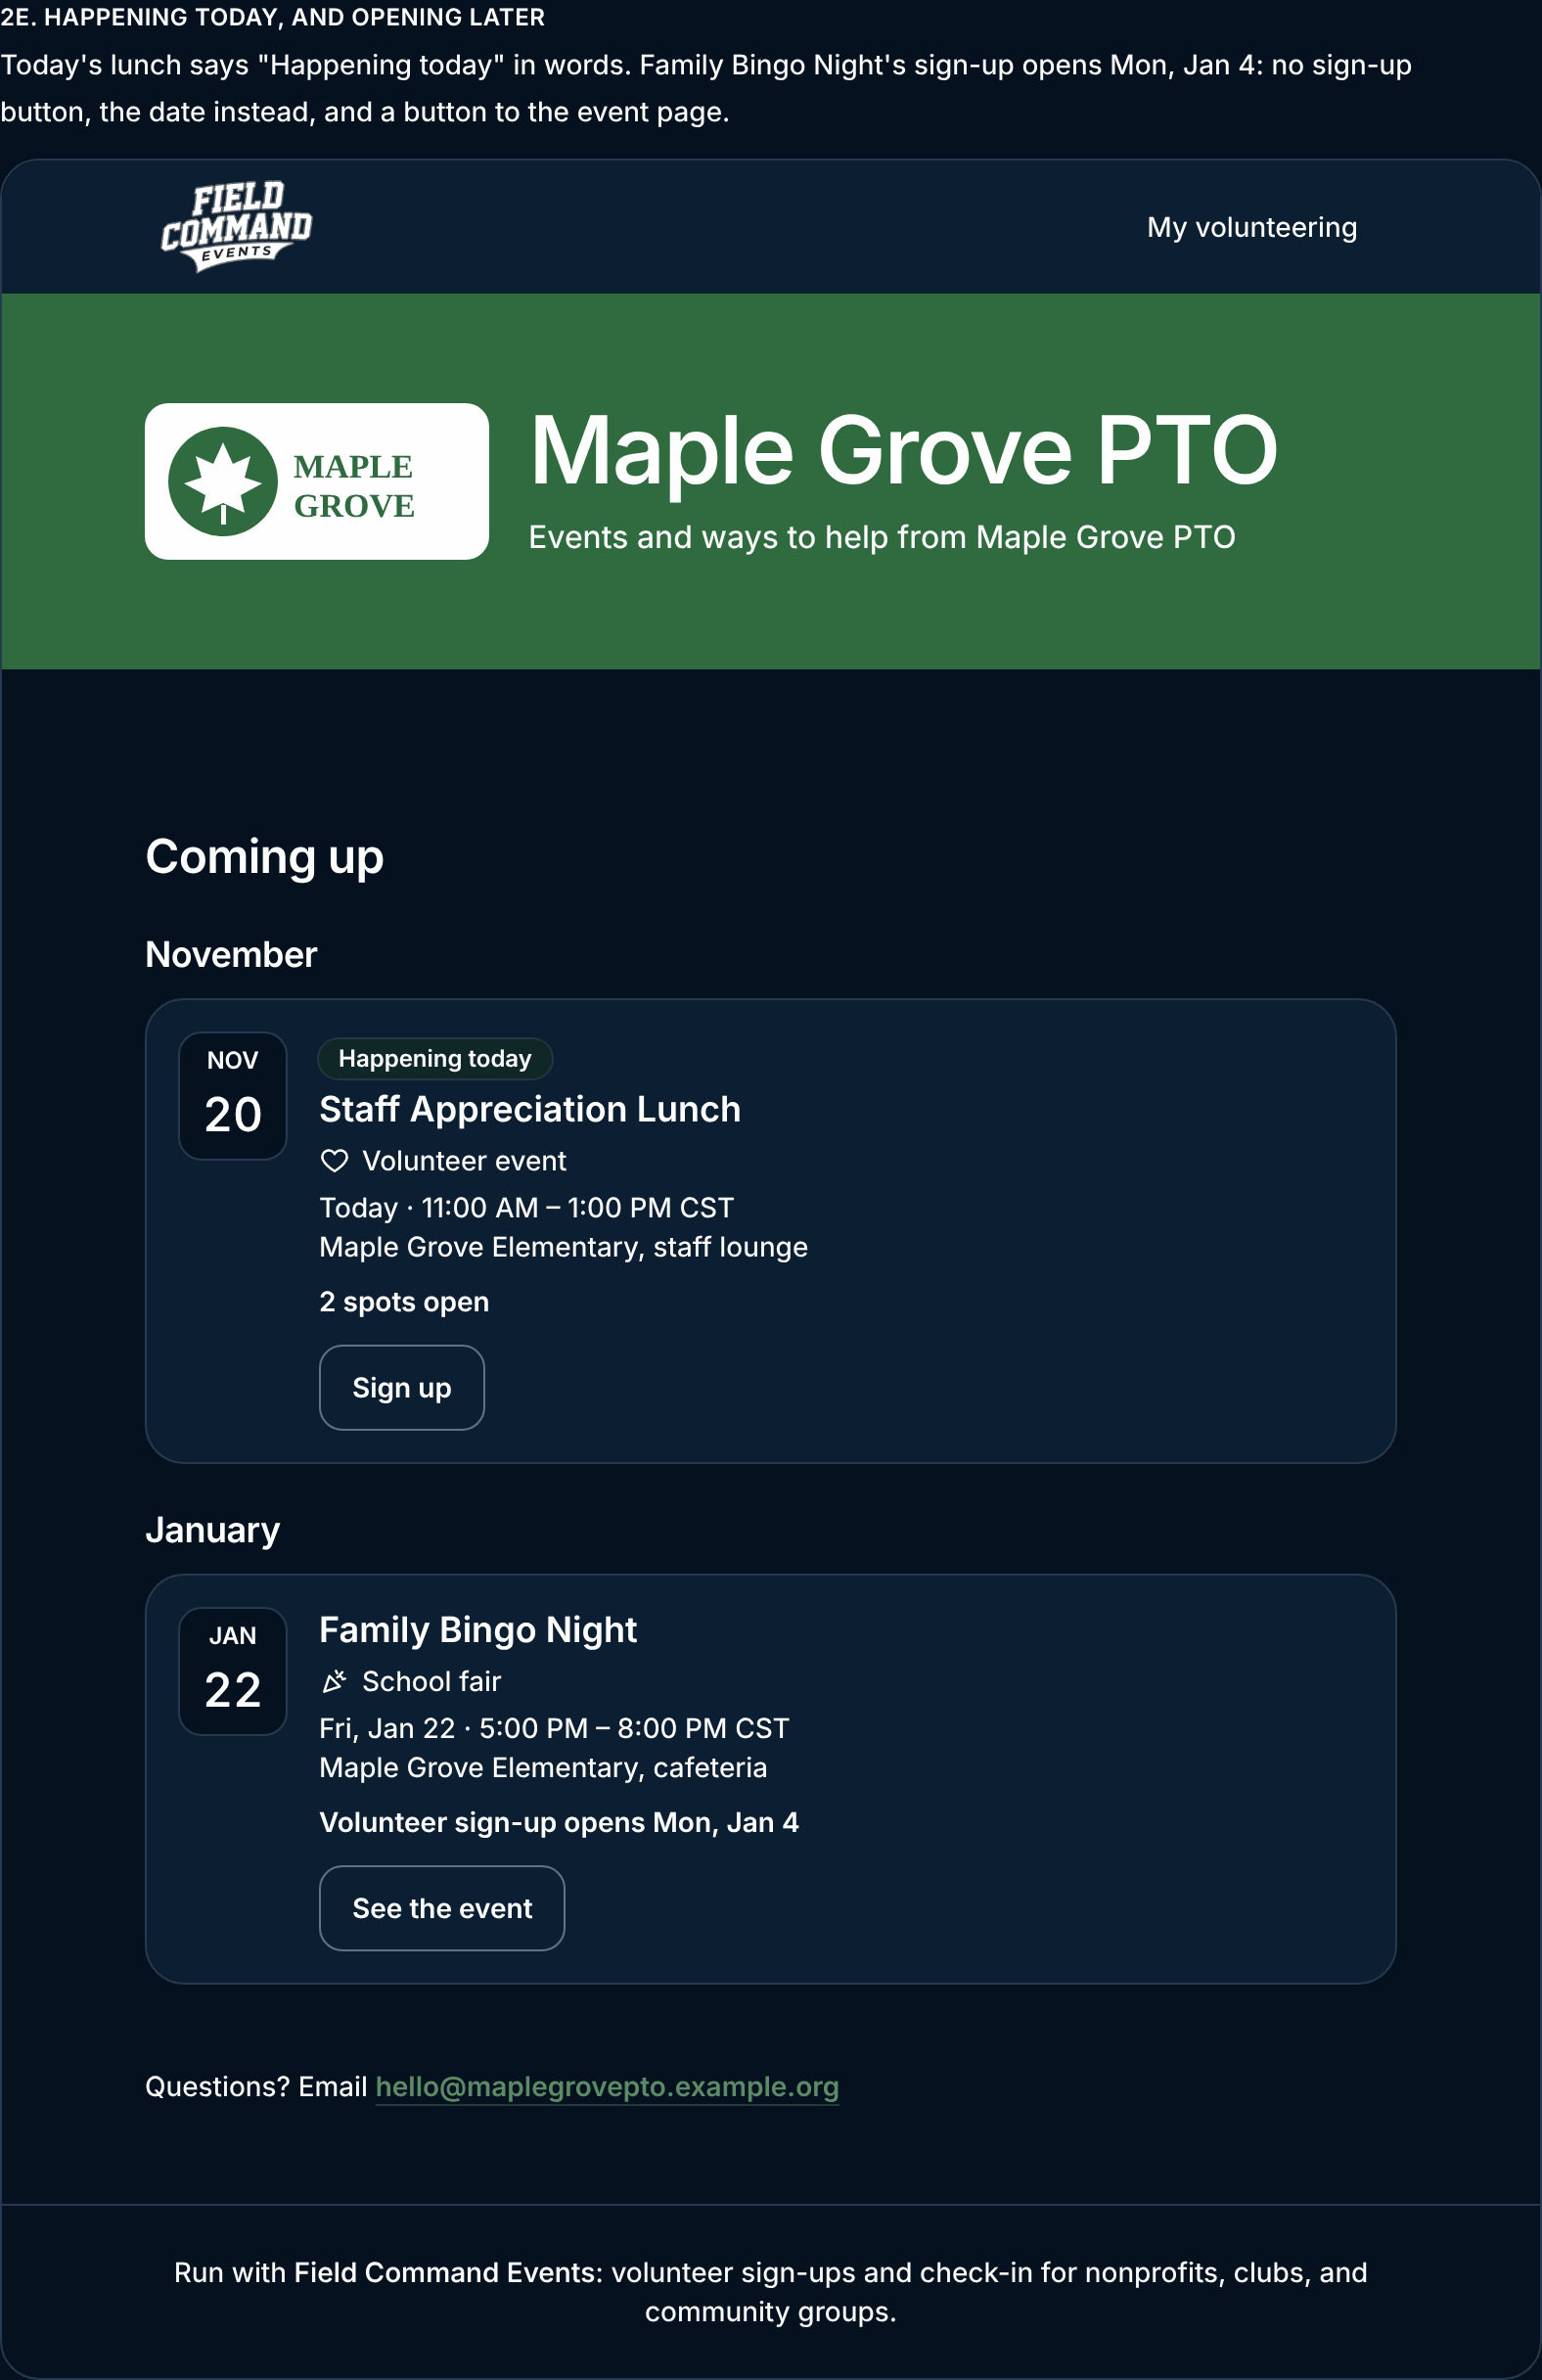 2E. HAPPENING TODAY, AND OPENING LATER
Today's lunch says "Happening today" in words. Family Bingo Night's sign-up opens Mon, Jan 4: no sign-up
button, the date instead, and a button to the event page.
FIELD
COMMAND
EVENTS
My volunteering
MAPLE
GROVE
Maple Grove PTO
Events and ways to help from Maple Grove PTO
Coming up
November
NOV
20
Happening today
Staff Appreciation Lunch
Volunteer event
Today · 11:00 AM – 1:00 PM CST
Maple Grove Elementary, staff lounge
2 spots open
Sign up
January
JAN
22
Family Bingo Night
School fair
Fri, Jan 22 · 5:00 PM – 8:00 PM CST
Maple Grove Elementary, cafeteria
Volunteer sign-up opens Mon, Jan 4
See the event
Questions? Email hello@maplegrovepto.example.org
Run with Field Command Events: volunteer sign-ups and check-in for nonprofits, clubs, and
community groups.